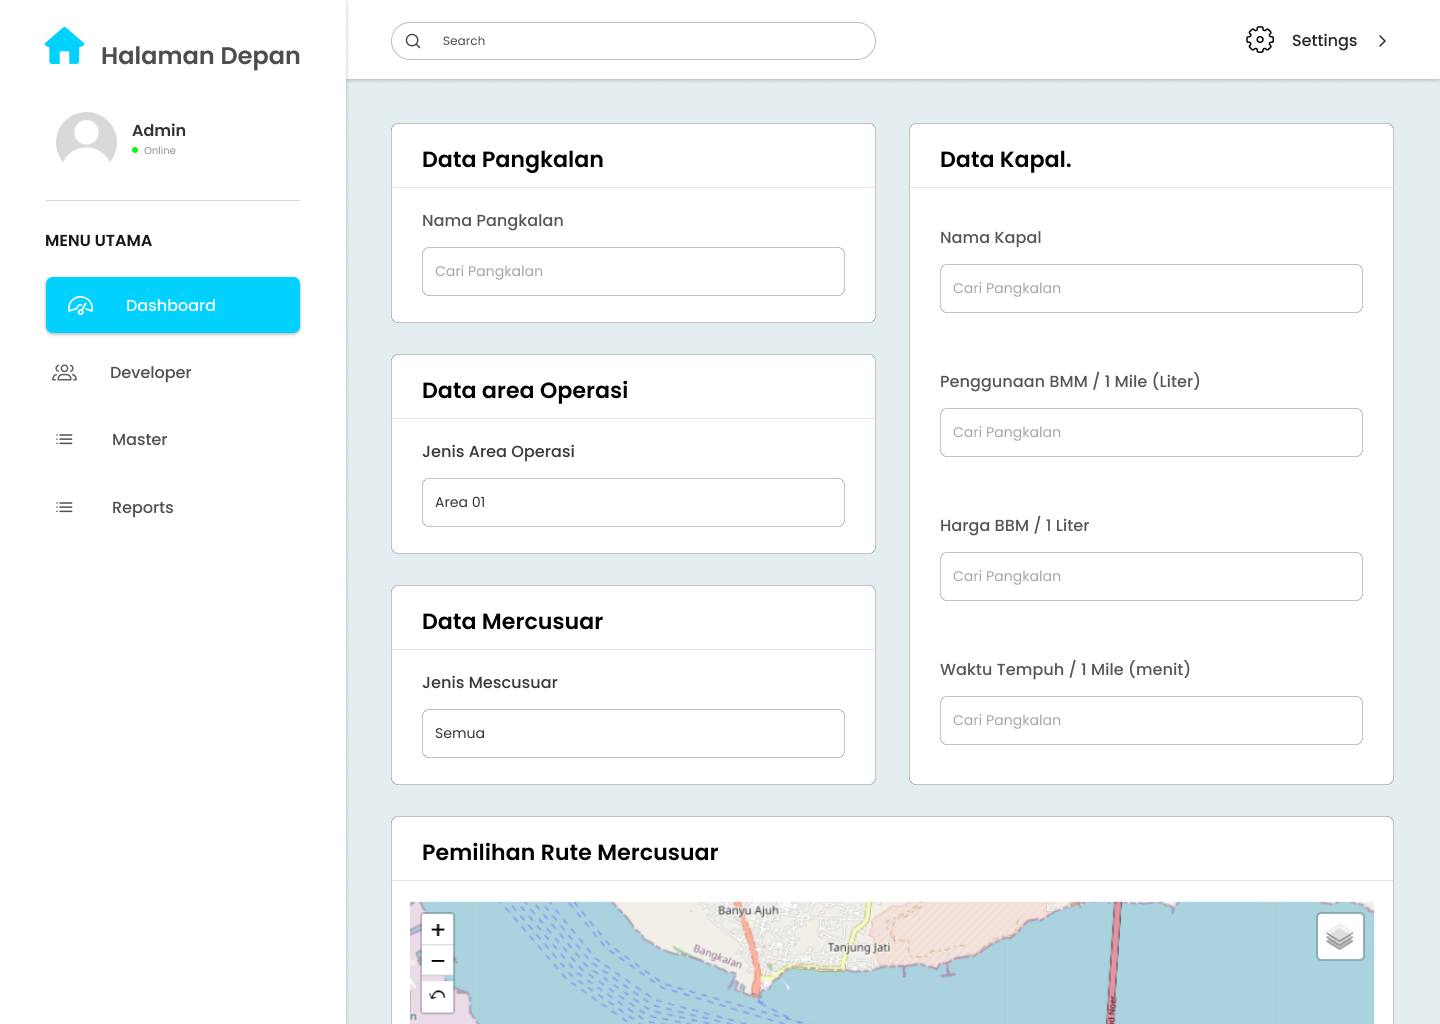 Halaman Depan
Admin
Online
MENU UTAMA
Dashboard
Developer
Master
Reports
Search
Settings
Data Pangkalan
Nama Pangkalan
Cari Pangkalan
Data area Operasi
Jenis Area Operasi
Area 01
Data Mercusuar
Jenis Mescusuar
Semua
Data Kapal.
Nama Kapal
Cari Pangkalan
Penggunaan BMM / 1 Mile (Liter)
Cari Pangkalan
Harga BBM / 1 Liter
Cari Pangkalan
Waktu Tempuh / 1 Mile (menit)
Cari Pangkalan
Pemilihan Rute Mercusuar
+
−
Banyu Ajuh
Tanjung Jati
Bangkalan